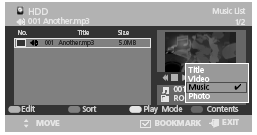 HDD Music List
001 Another.mp3 1/2
No. Title Size
001 Another.mp3 5.0MB
Title
Video
Music ✔
Photo
Edit Sort Play Mode Contents
MOVE BOOKMARK EXIT